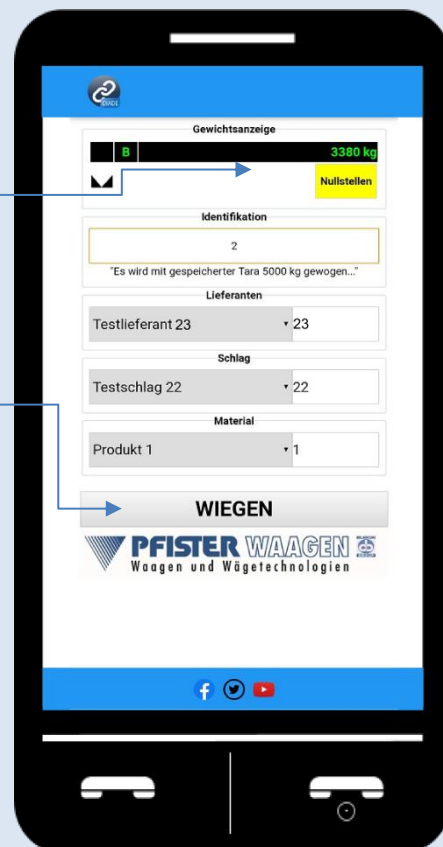 Gewichtsanzeige
B 3380 kg
Nullstellen
Identifikation
2
"Es wird mit gespeicherter Tara 5000 kg gewogen..."
Lieferanten
Testlieferant 23 23
Schlag
Testschlag 22 22
Material
Produkt 1 1
WIEGEN
PFISTER WAAGEN
Waagen und Wägetechnologien